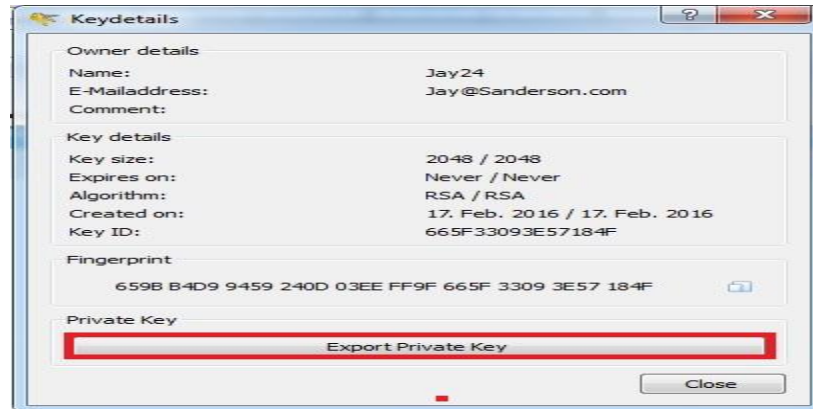 Keydetails
Owner details
Name: Jay24
E-Mailaddress: Jay@Sanderson.com
Comment:
Key details
Key size: 2048 / 2048
Expires on: Never / Never
Algorithm: RSA / RSA
Created on: 17. Feb. 2016 / 17. Feb. 2016
Key ID: 665F33093E57184F
Fingerprint
659B B4D9 9459 240D 03EE FF9F 665F 3309 3E57 184F
Private Key
Export Private Key
Close